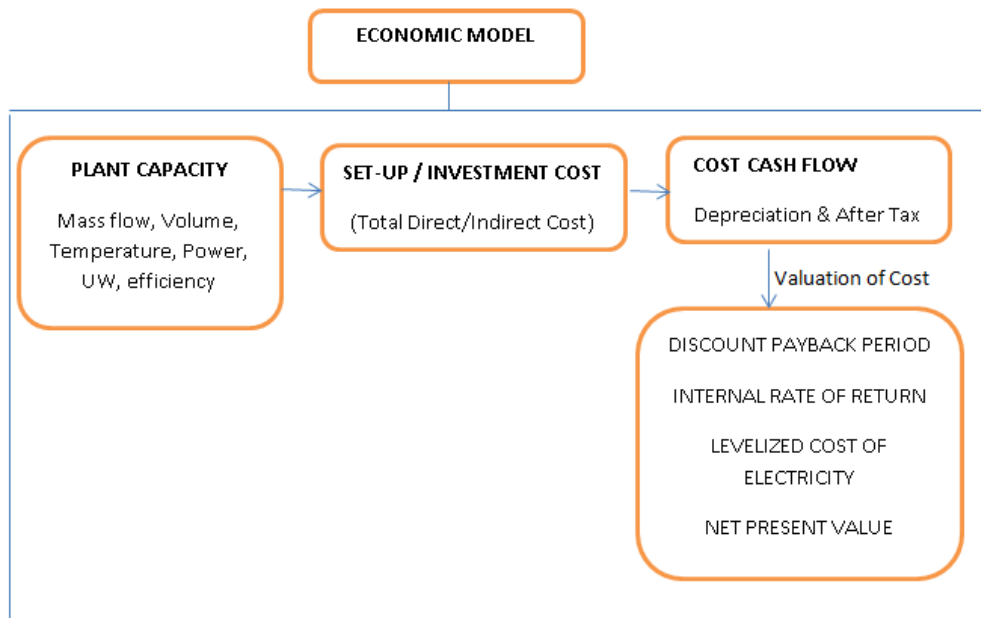 ECONOMIC MODEL
PLANT CAPACITY
Mass flow, Volume,
Temperature, Power,
UW, efficiency
SET-UP / INVESTMENT COST
(Total Direct/Indirect Cost)
COST CASH FLOW
Depreciation & After Tax
Valuation of Cost
DISCOUNT PAYBACK PERIOD
INTERNAL RATE OF RETURN
LEVELIZED COST OF
ELECTRICITY
NET PRESENT VALUE